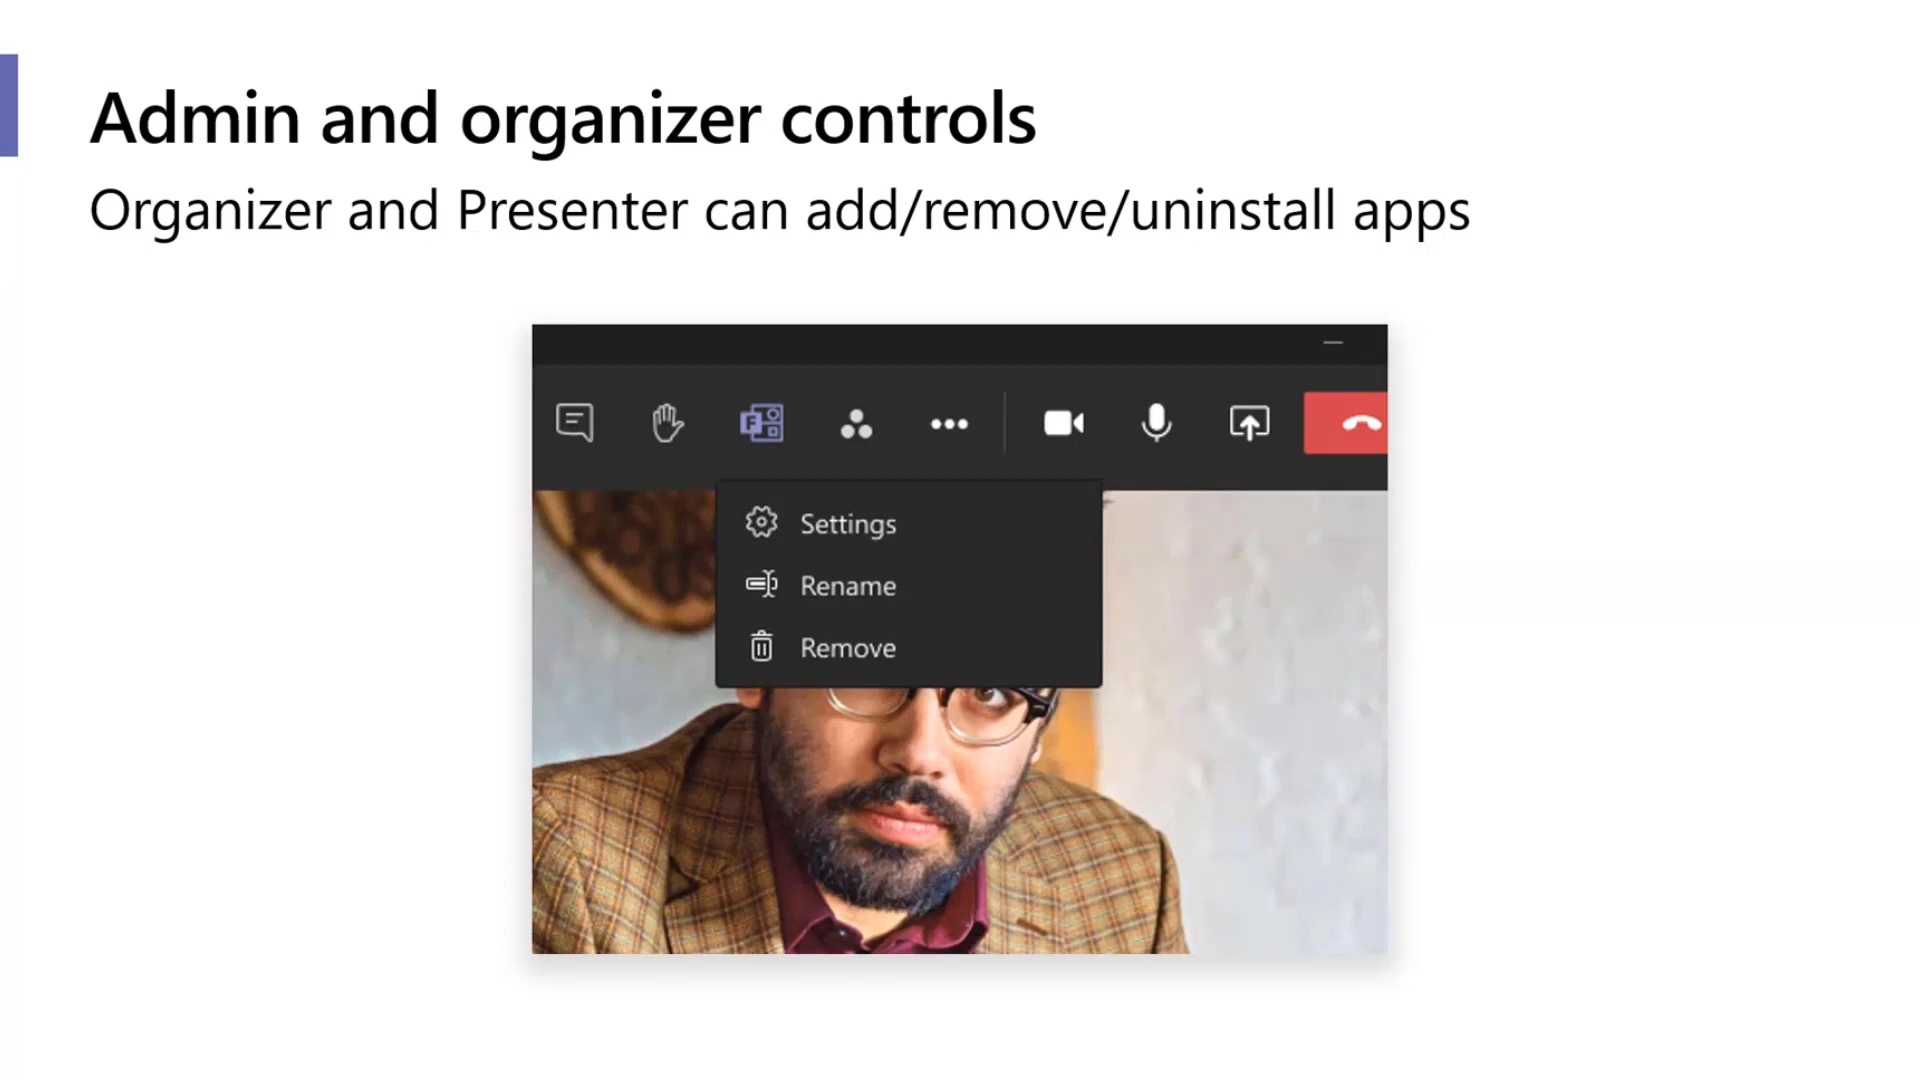 Admin and organizer controls
Organizer and Presenter can add/remove/uninstall apps
F
Settings
Rename
Remove